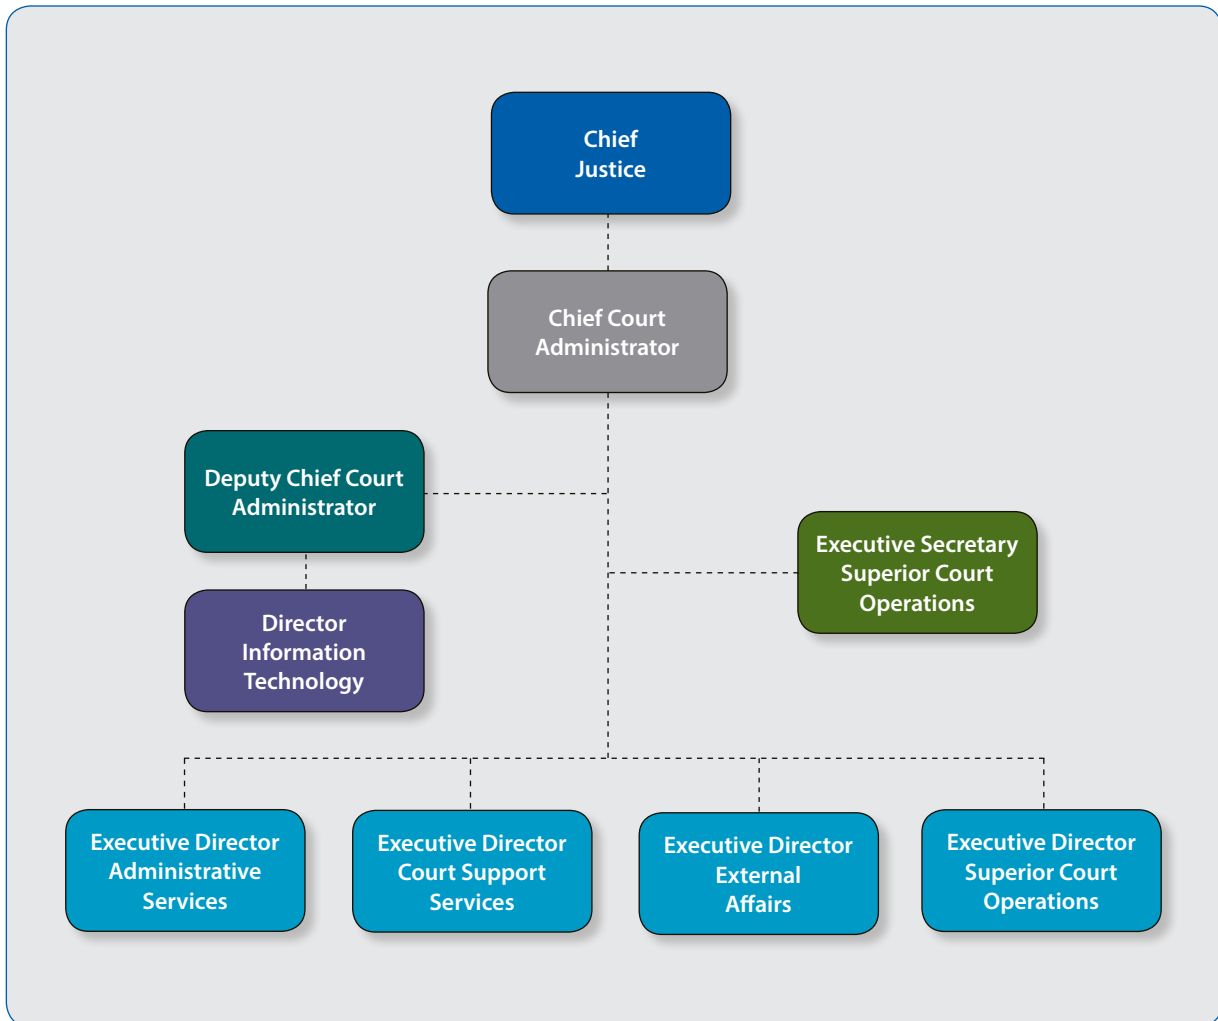 Chief
Justice
Chief Court
Administrator
Deputy Chief Court
Administrator
Executive Secretary
Superior Court
Operations
Director
Information
Technology
Executive Director
Administrative
Services
Executive Director
Court Support
Services
Executive Director
External
Affairs
Executive Director
Superior Court
Operations